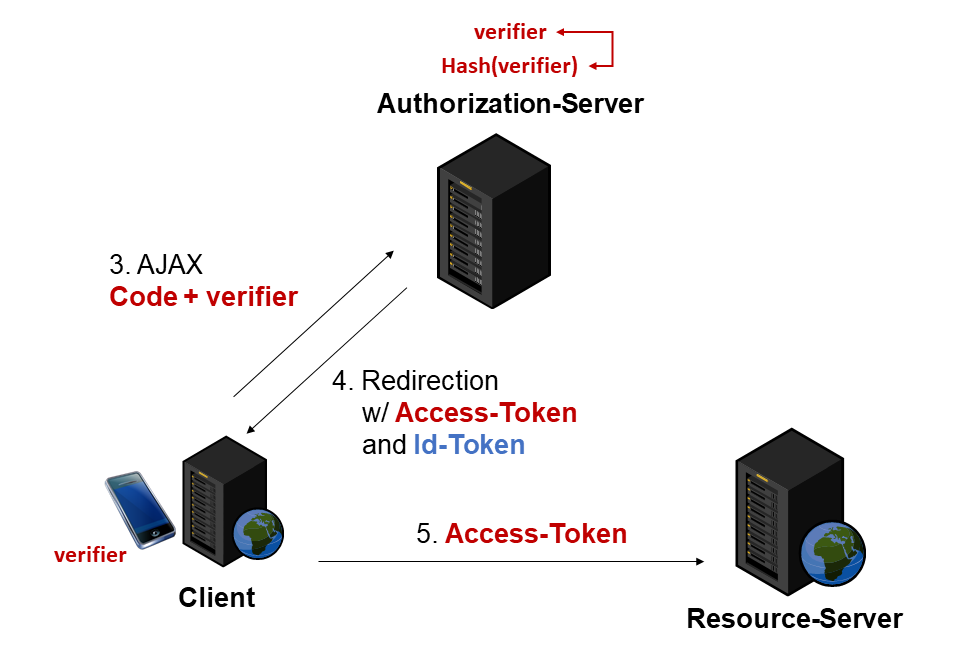 verifier
Hash(verifier)
Authorization-Server
3. AJAX
Code + verifier
4. Redirection
w/ Access-Token
and Id-Token
verifier
Client
5. Access-Token
Resource-Server